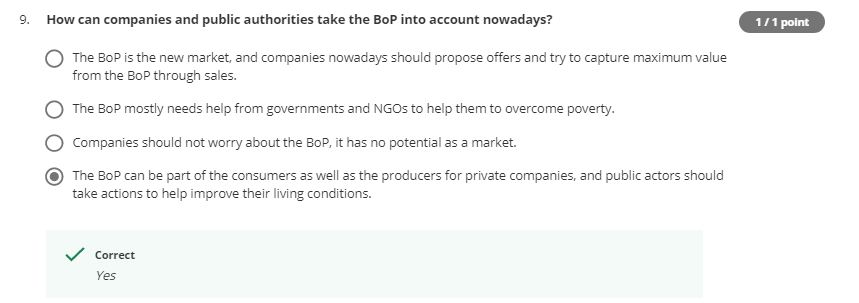 9. How can companies and public authorities take the BoP into account nowadays?
1 / 1 point
The BoP is the new market, and companies nowadays should propose offers and try to capture maximum value
from the BoP through sales.
The BoP mostly needs help from governments and NGOs to help them to overcome poverty.
Companies should not worry about the BoP, it has no potential as a market.
The BoP can be part of the consumers as well as the producers for private companies, and public actors should
take actions to help improve their living conditions.
Correct
Yes